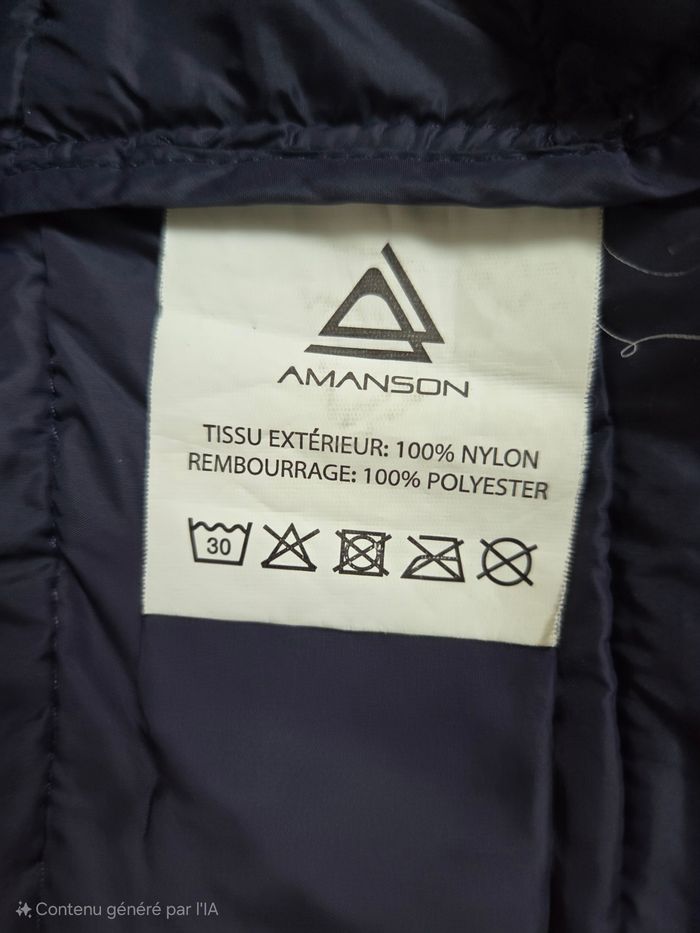 AMANSON
TISSU EXTÉRIEUR: 100% NYLON
REMBOURRAGE: 100% POLYESTER
30
Contenu généré par l'IA